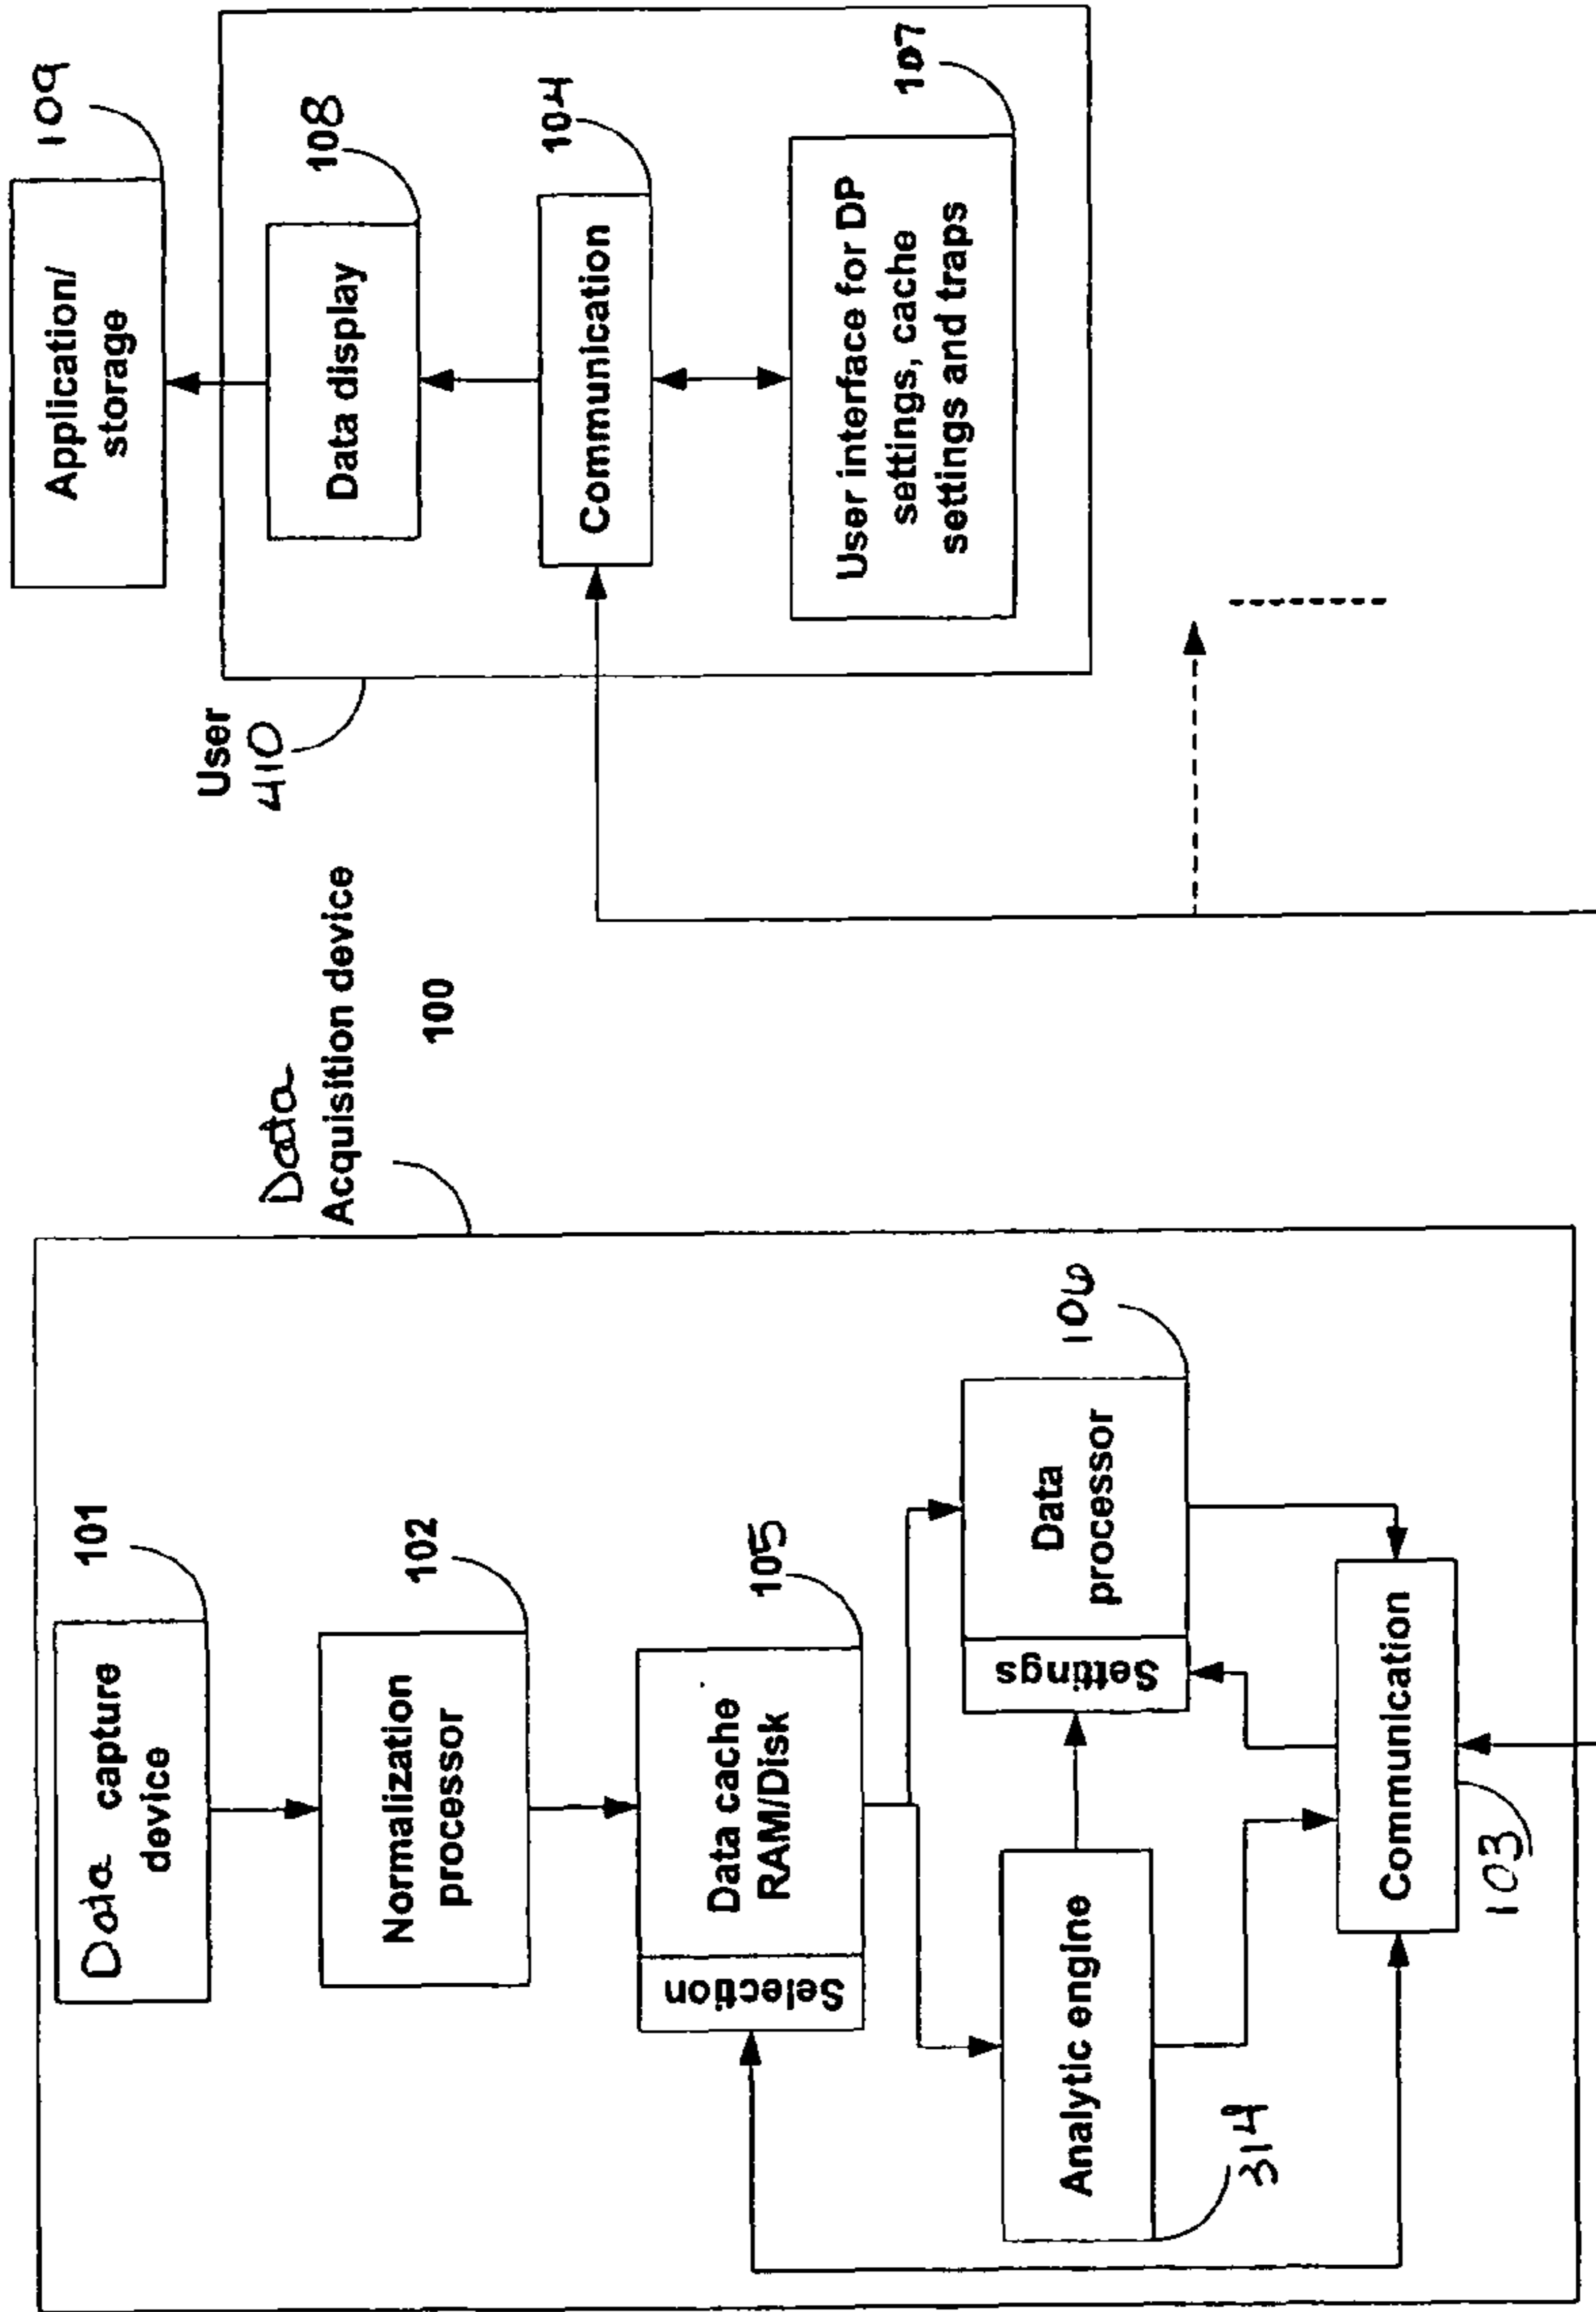 Data
Acquisition device
100
Data capture
device
101
Normalization
processor
102
Selection
Data cache
RAM/Disk
105
Analytic engine
314
Settings
Data
processor
106
Communication
103
User
410
Application/
storage
109
Data display
108
Communication
104
User interface for DP
settings, cache
settings and traps
107